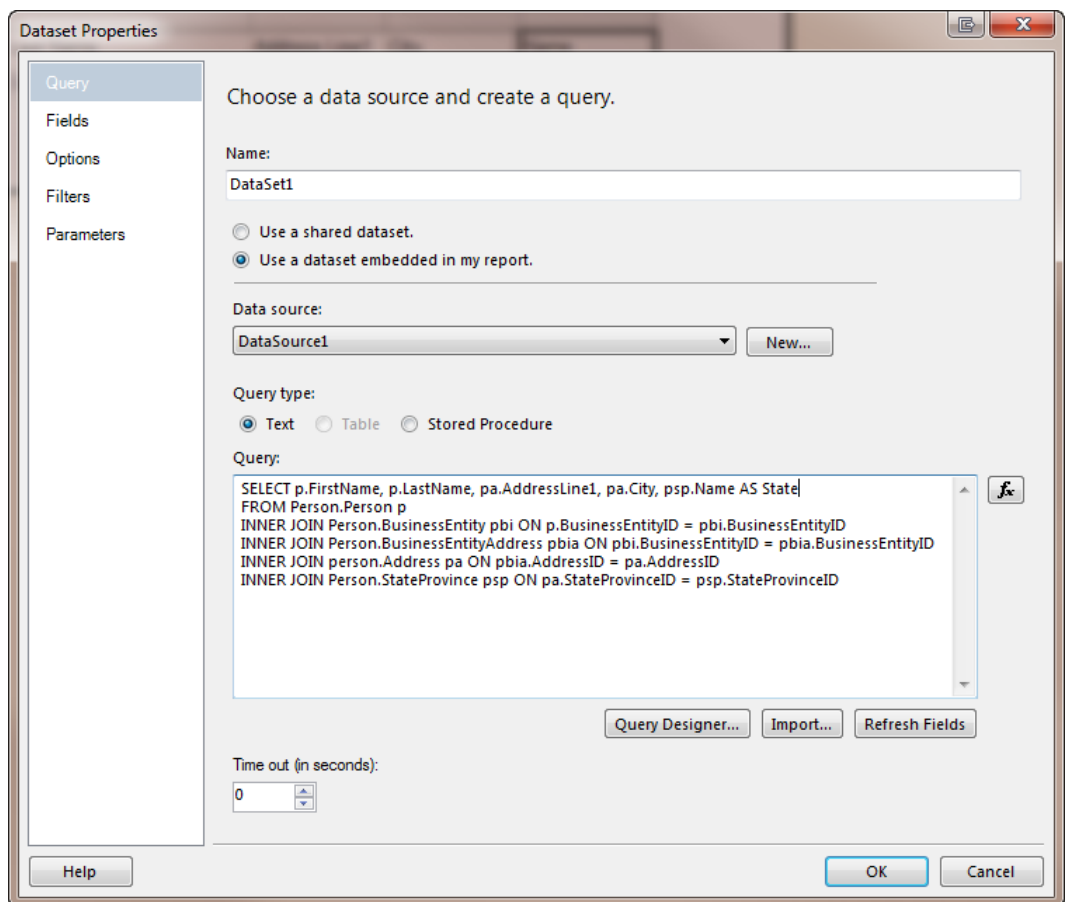 Dataset Properties
Query
Fields
Options
Filters
Parameters
Choose a data source and create a query.
Name:
DataSet1
Use a shared dataset.
Use a dataset embedded in my report.
Data source:
DataSource1
New...
Query type:
Text Table Stored Procedure
Query:
SELECT p.FirstName, p.LastName, pa.AddressLine1, pa.City, psp.Name AS State
FROM Person.Person p
INNER JOIN Person.BusinessEntity pbi ON p.BusinessEntityID = pbi.BusinessEntityID
INNER JOIN Person.BusinessEntityAddress pbia ON pbi.BusinessEntityID = pbia.BusinessEntityID
INNER JOIN person.Address pa ON pbia.AddressID = pa.AddressID
INNER JOIN Person.StateProvince psp ON pa.StateProvinceID = psp.StateProvinceID
fx
Query Designer... Import... Refresh Fields
Time out (in seconds):
0
Help OK Cancel